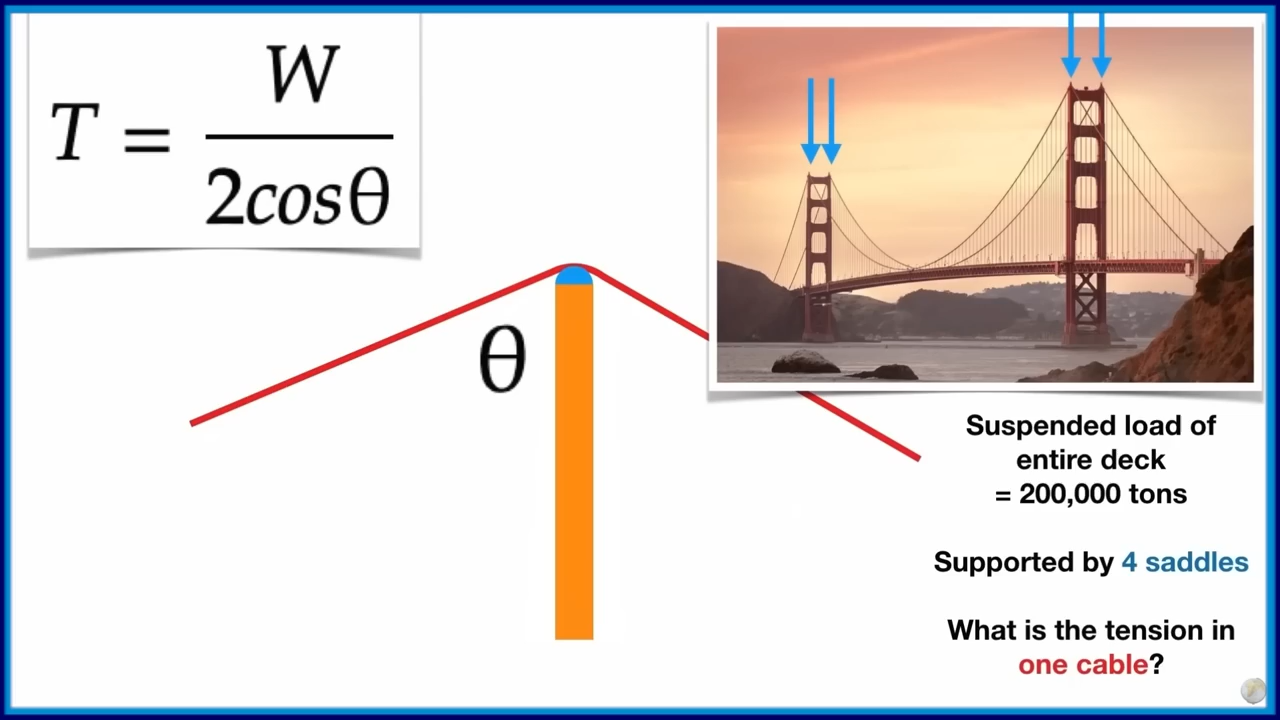 T = W / 2cosθ
θ
Suspended load of
entire deck
= 200,000 tons
Supported by 4 saddles
What is the tension in
one cable?